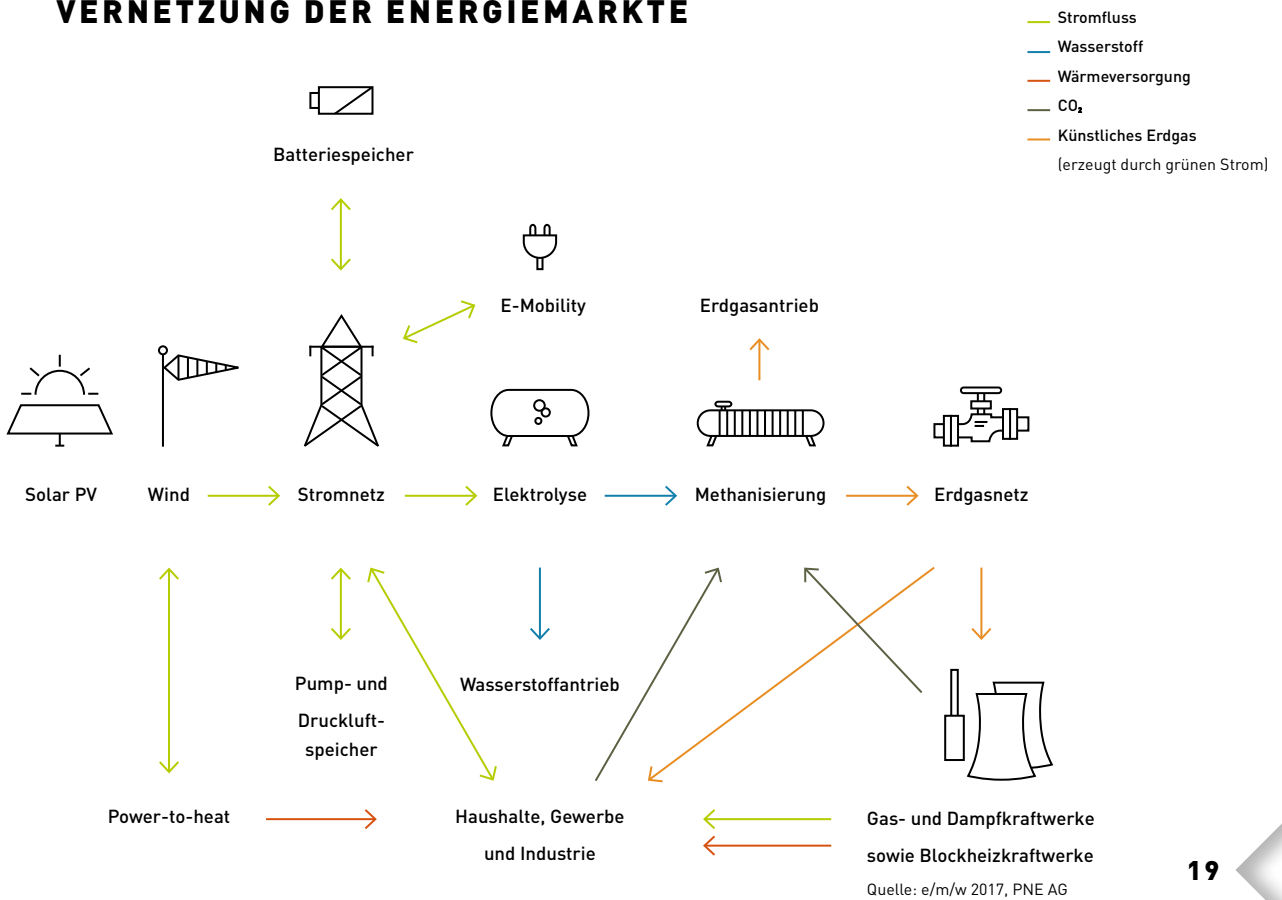 VERNETZUNG DER ENERGIEMÄRKTE
Stromfluss
Wasserstoff
Wärmeversorgung
CO₂
Künstliches Erdgas
(erzeugt durch grünen Strom)
Batteriespeicher
E-Mobility
Erdgasantrieb
Solar PV
Wind
Stromnetz
Elektrolyse
Methanisierung
Erdgasnetz
Pump- und
Druckluft-
speicher
Wasserstoffantrieb
Power-to-heat
Haushalte, Gewerbe
und Industrie
Gas- und Dampfkraftwerke
sowie Blockheizkraftwerke
Quelle: e/m/w 2017, PNE AG
19